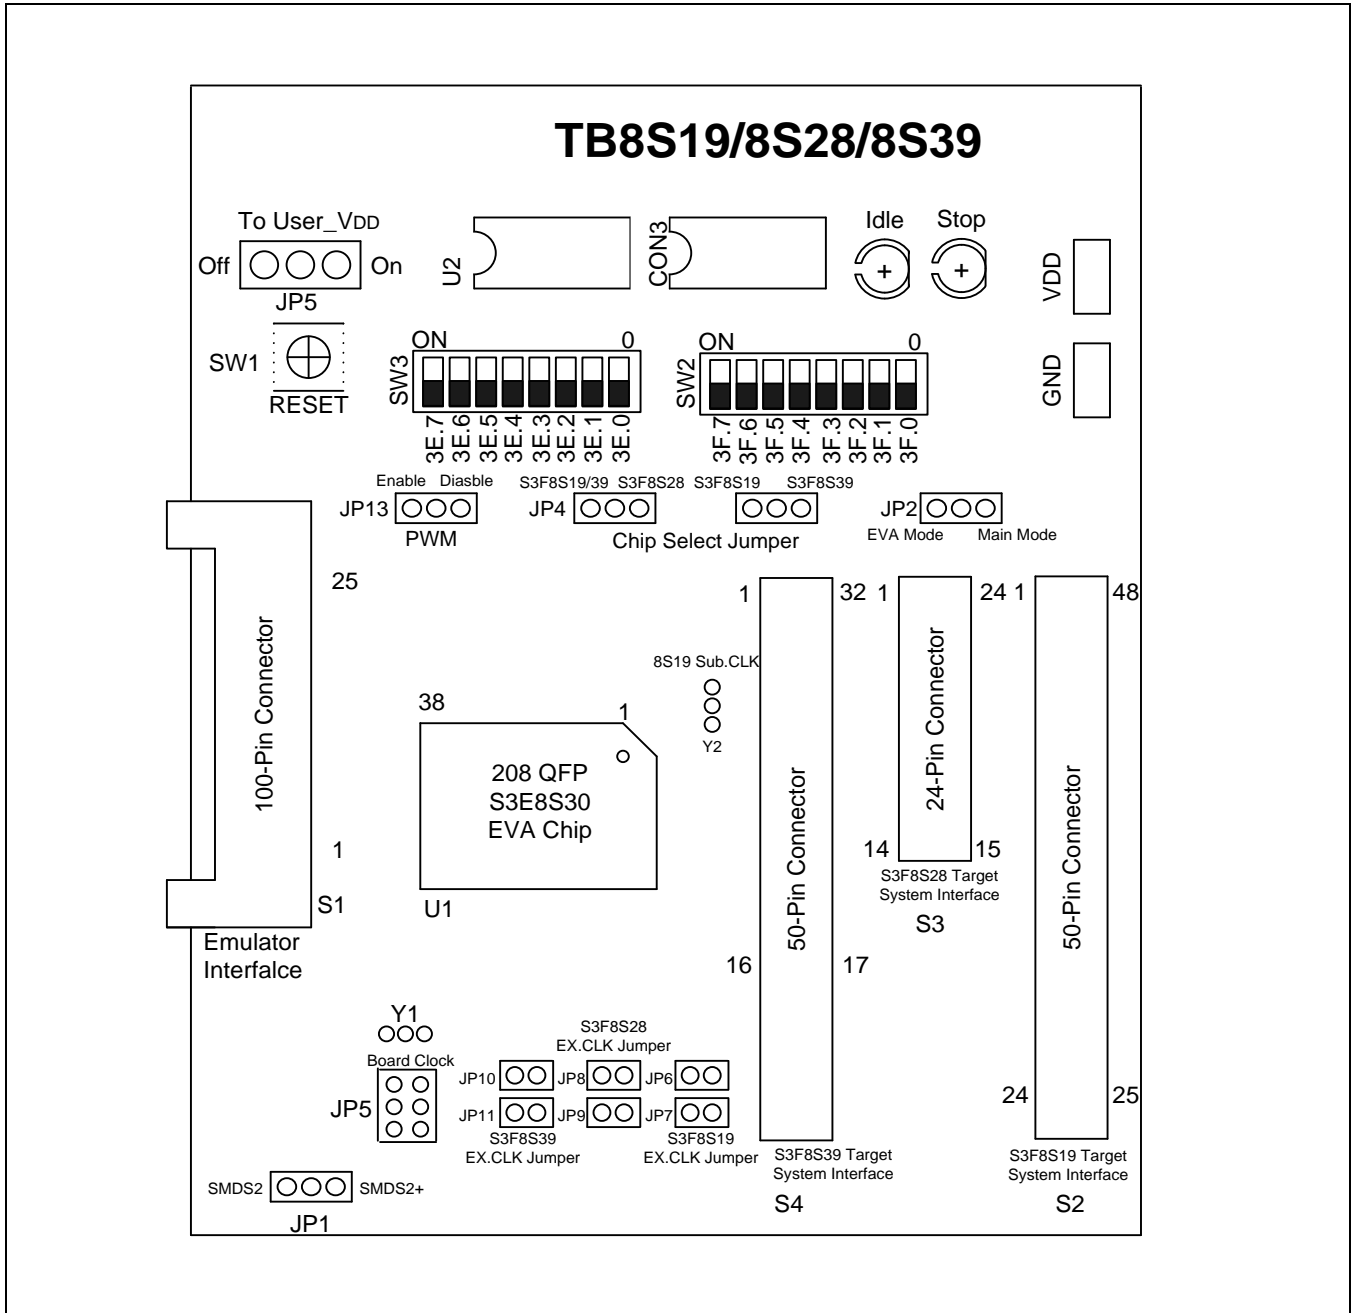 TB8S19/8S28/8S39
To User_VDD
Off
On
JP5
U2
CON3
Idle
Stop
VDD
SW1
RESET
ON
0
SW3
3E.7
3E.6
3E.5
3E.4
3E.3
3E.2
3E.1
3E.0
ON
0
SW2
3F.7
3F.6
3F.5
3F.4
3F.3
3F.2
3F.1
3F.0
GND
Enable
Diasble
JP13
PWM
S3F8S19/39
S3F8S28
JP4
S3F8S19
S3F8S39
Chip Select Jumper
JP2
EVA Mode
Main Mode
25
100-Pin Connector
1
S1
Emulator
Interfalce
38
1
208 QFP
S3E8S30
EVA Chip
U1
8S19 Sub.CLK
Y2
1
32
50-Pin Connector
16
17
S3F8S39 Target
System Interface
S4
1
24
24-Pin Connector
14
15
S3F8S28 Target
System Interface
S3
1
48
50-Pin Connector
24
25
S3F8S19 Target
System Interface
S2
Y1
Board Clock
JP5
S3F8S28
EX.CLK Jumper
JP10
JP8
JP6
JP11
JP9
JP7
S3F8S39
EX.CLK Jumper
S3F8S19
EX.CLK Jumper
SMDS2
SMDS2+
JP1